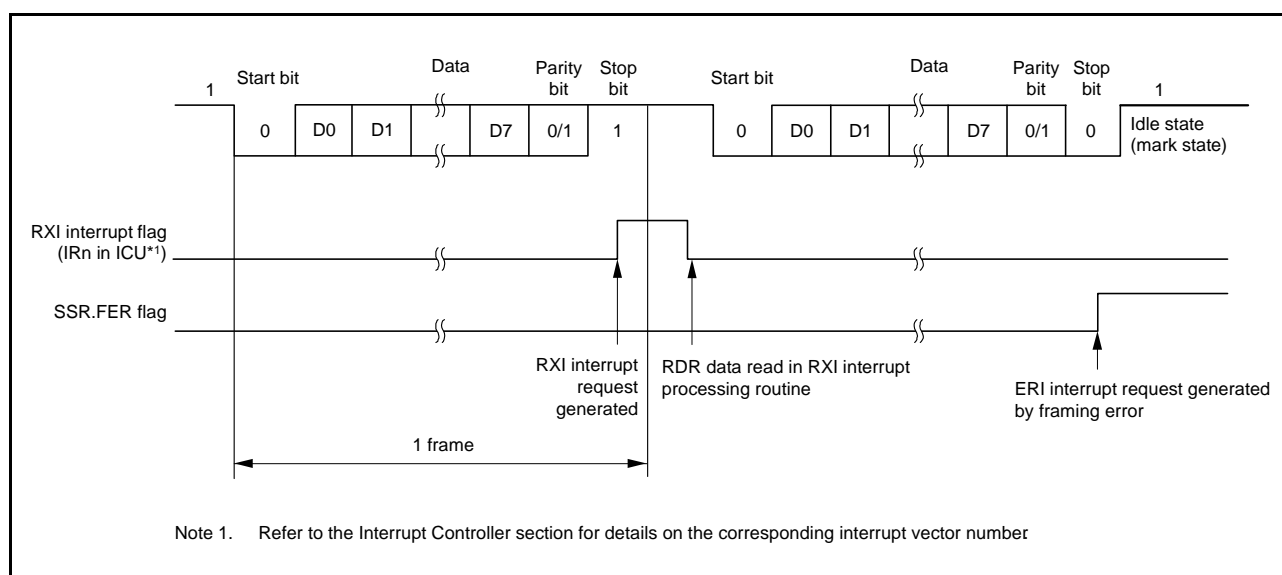 1 Start bit Data Parity bit Stop bit Start bit Data Parity bit Stop bit 1
0 D0 D1 D7 0/1 1 0 D0 D1 D7 0/1 0 Idle state (mark state)
RXI interrupt flag
(IRn in ICU*1)
SSR.FER flag
RXI interrupt
request
generated
RDR data read in RXI interrupt
processing routine
ERI interrupt request generated
by framing error
1 frame
Note 1. Refer to the Interrupt Controller section for details on the corresponding interrupt vector number.